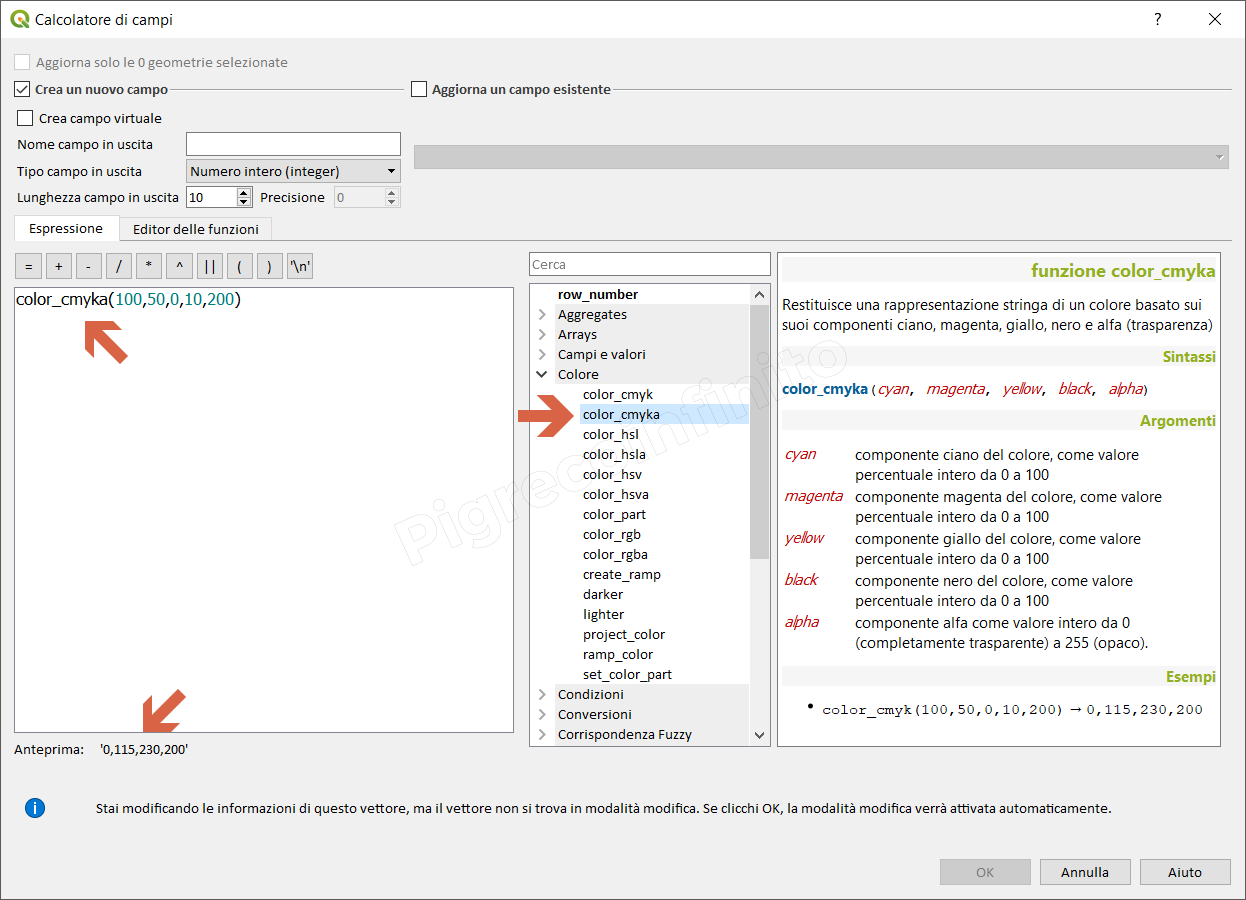 Calcolatore di campi
?
Aggiorna solo le 0 geometrie selezionate
Crea un nuovo campo
Aggiorna un campo esistente
Crea campo virtuale
Nome campo in uscita
Tipo campo in uscita
Numero intero (integer)
Lunghezza campo in uscita
10
Precisione
0
Espressione
Editor delle funzioni
= + - / * ^ || ( ) '\n'
color_cmyka(100,50,0,10,200)
Anteprima: '0,115,230,200'
Cerca
row_number
Aggregates
Arrays
Campi e valori
Colore
color_cmyk
color_cmyka
color_hsl
color_hsla
color_hsv
color_hsva
color_part
color_rgb
color_rgba
create_ramp
darker
lighter
project_color
ramp_color
set_color_part
Condizioni
Conversioni
Corrispondenza Fuzzy
funzione color_cmyka
Restituisce una rappresentazione stringa di un colore basato sui
suoi componenti ciano, magenta, giallo, nero e alfa (trasparenza)
Sintassi
color_cmyka(cyan, magenta, yellow, black, alpha)
Argomenti
cyan componente ciano del colore, come valore
percentuale intero da 0 a 100
magenta componente magenta del colore, come valore
percentuale intero da 0 a 100
yellow componente giallo del colore, come valore
percentuale intero da 0 a 100
black componente nero del colore, come valore
percentuale intero da 0 a 100
alpha componente alfa come valore intero da 0
(completamente trasparente) a 255 (opaco).
Esempi
• color_cmyk(100,50,0,10,200) → 0,115,230,200
Pigrecoinfinito
Stai modificando le informazioni di questo vettore, ma il vettore non si trova in modalità modifica. Se clicchi OK, la modalità modifica verrà attivata automaticamente.
OK
Annulla
Aiuto